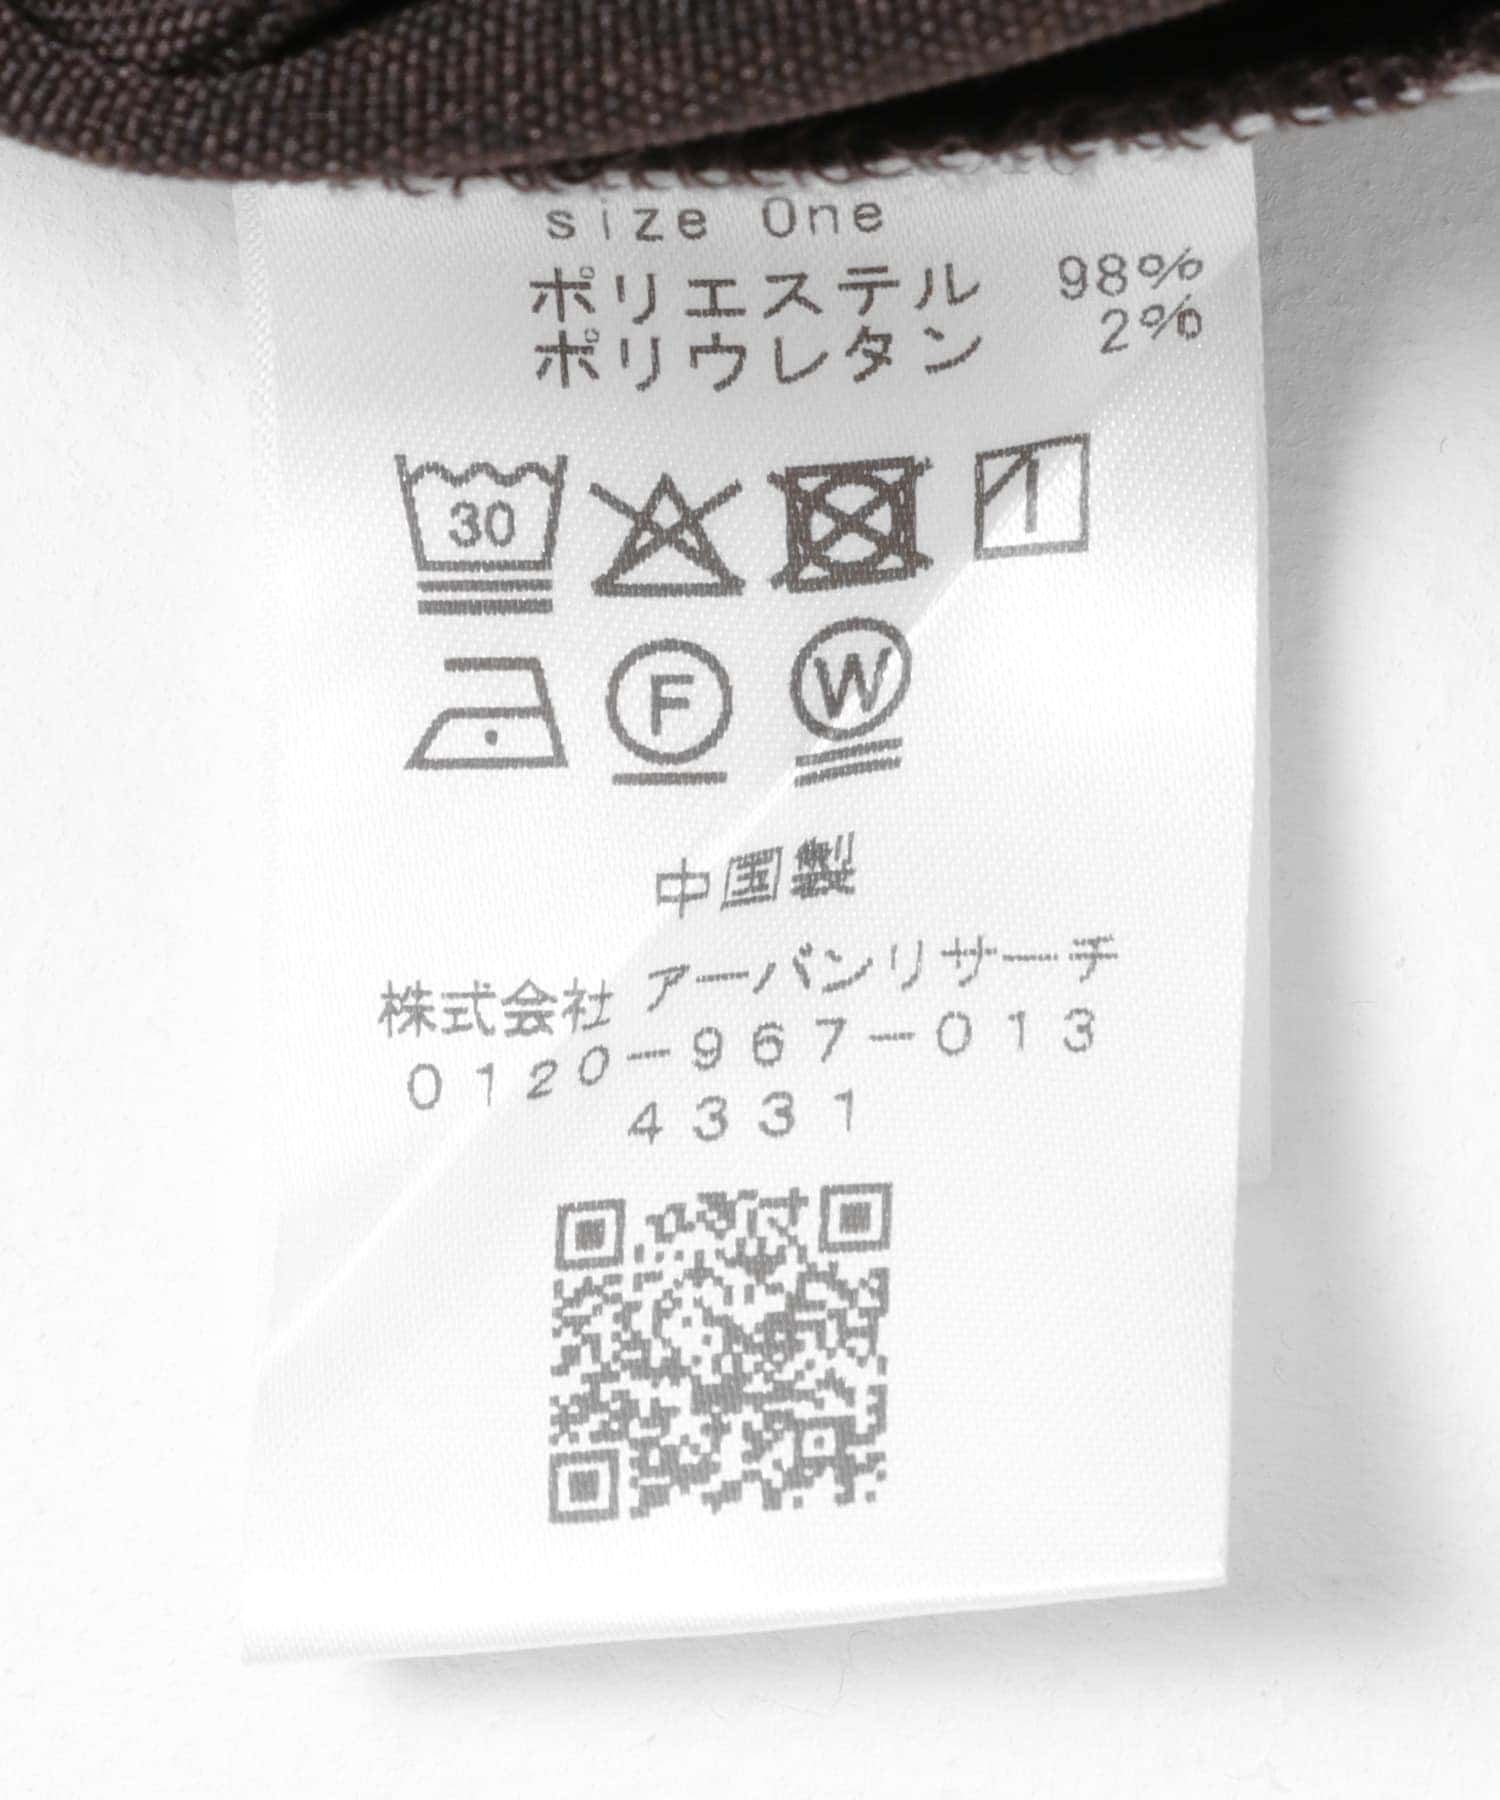 size One
ポリエステル 98%
ポリウレタン 2%
30
F
W
中国製
株式会社 アーバンリサーチ
0120-967-013
4331